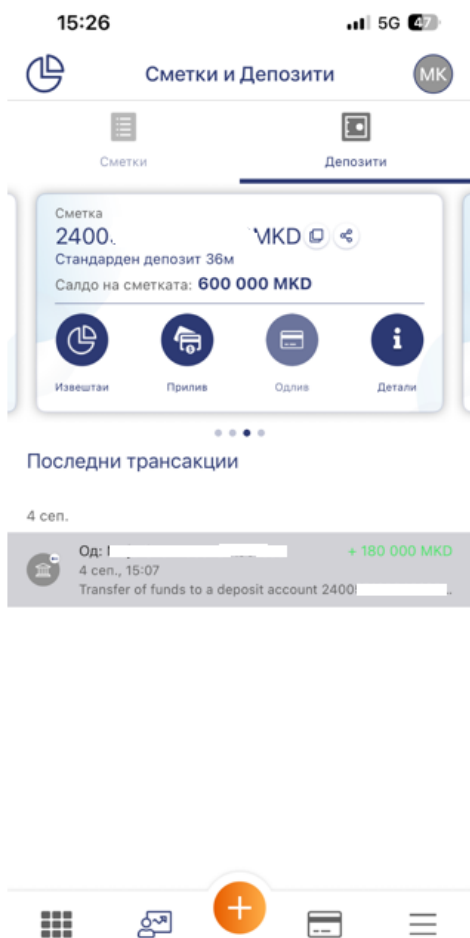 15:26
5G 47
Сметки и Депозити
МК
Сметки
Депозити
Сметка
2400. MKD
Стандарден депозит 36м
Салдо на сметката: 600 000 MKD
Извештаи
Прилив
Одлив
Детали
Последни трансакции
4 сеп.
Од:
+ 180 000 MKD
4 сеп., 15:07
Transfer of funds to a deposit account 2400